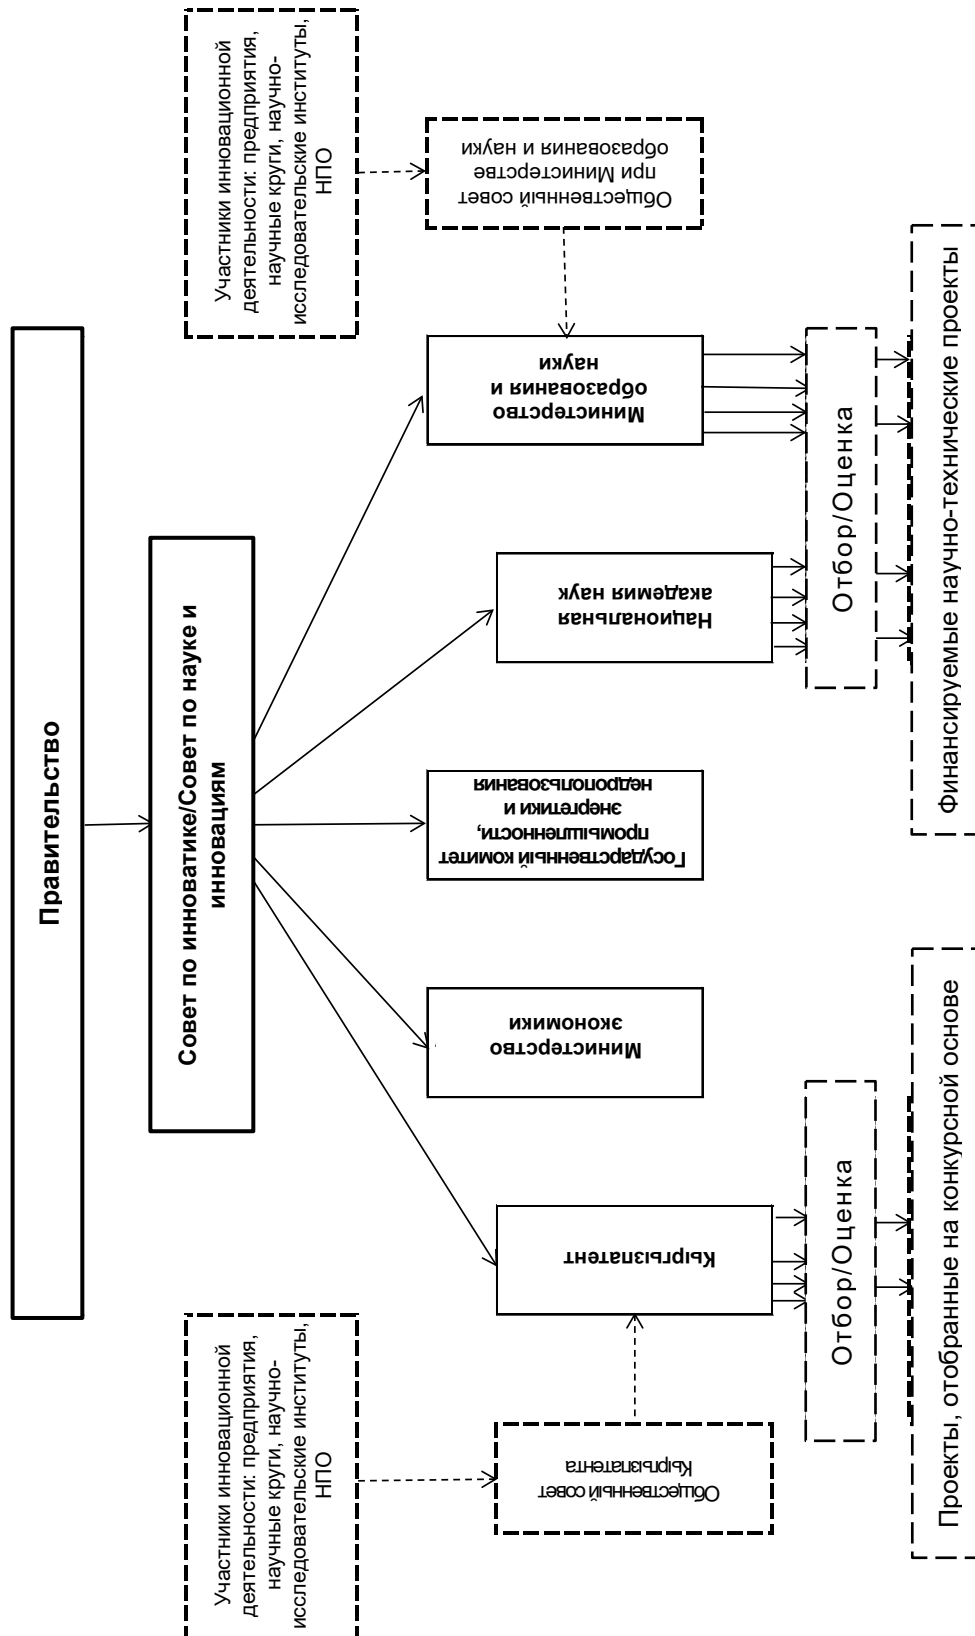 Правительство
Совет по инноватике/Совет по науке и
инновациям
Участники инновационной
деятельности: предприятия,
научные круги, научно-
исследовательские институты,
НПО
Участники инновационной
деятельности: предприятия,
научные круги, научно-
исследовательские институты,
НПО
Общественный совет
Кыргызпатента
Кыргызпатент
Министерство
экономики
Государственный комитет
промышленности,
энергетики и
недропользования
Национальная
академия наук
Министерство
образования и
науки
Общественный совет
при Министерстве
образования и науки
Отбор/Оценка
Отбор/Оценка
Проекты, отобранные на конкурсной основе
Финансируемые научно-технические проекты